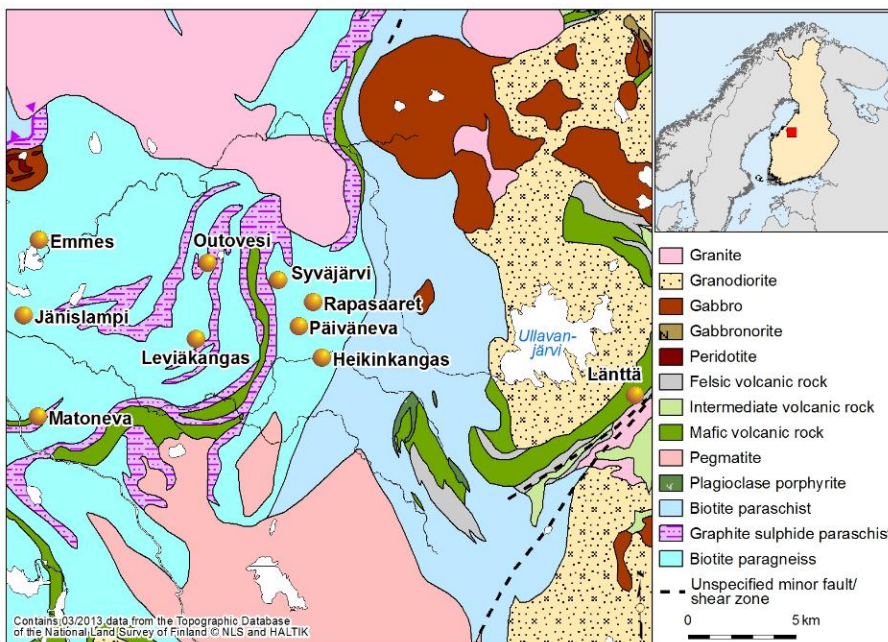 Emmes
Outovesi
Syväjärvi
Rapasaaret
Jänislampi
Päiväneva
Leviäkangas
Heikinkangas
Ullavan-
järvi
Länttä
Matoneva
Contains 03/2013 data from the Topographic Database
of the National Land Survey of Finland © NLS and HALTIK
Granite
Granodiorite
Gabbro
Gabbronorite
Peridotite
Felsic volcanic rock
Intermediate volcanic rock
Mafic volcanic rock
Pegmatite
Plagioclase porphyrite
Biotite paraschist
Graphite sulphide paraschist
Biotite paragneiss
Unspecified minor fault/
shear zone
0 5 km